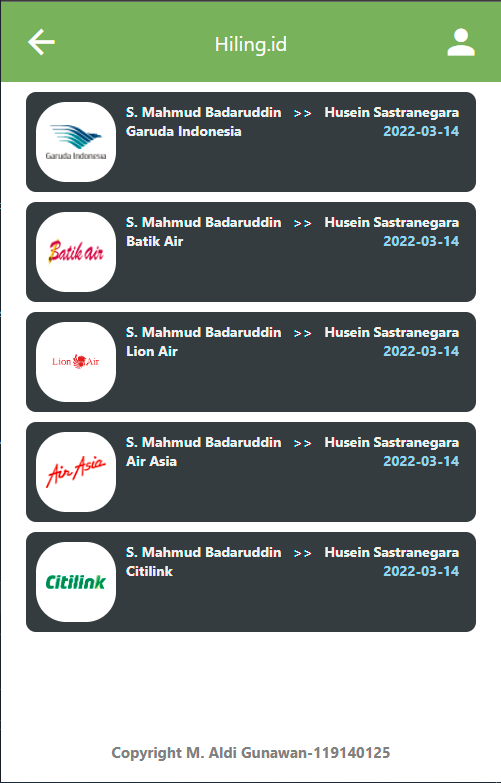 Hiling.id
S. Mahmud Badaruddin >> Husein Sastranegara
Garuda Indonesia 2022-03-14
Garuda Indonesia
S. Mahmud Badaruddin >> Husein Sastranegara
Batik Air 2022-03-14
Batik air
S. Mahmud Badaruddin >> Husein Sastranegara
Lion Air 2022-03-14
Lion Air
S. Mahmud Badaruddin >> Husein Sastranegara
Air Asia 2022-03-14
Air Asia
S. Mahmud Badaruddin >> Husein Sastranegara
Citilink 2022-03-14
Citilink
Copyright M. Aldi Gunawan-119140125